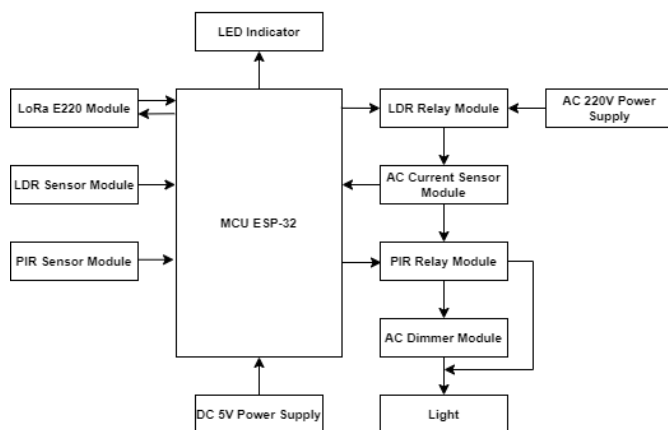 LED Indicator
LoRa E220 Module
LDR Relay Module
AC 220V Power
Supply
LDR Sensor Module
AC Current Sensor
Module
MCU ESP-32
PIR Sensor Module
PIR Relay Module
AC Dimmer Module
DC 5V Power Supply
Light